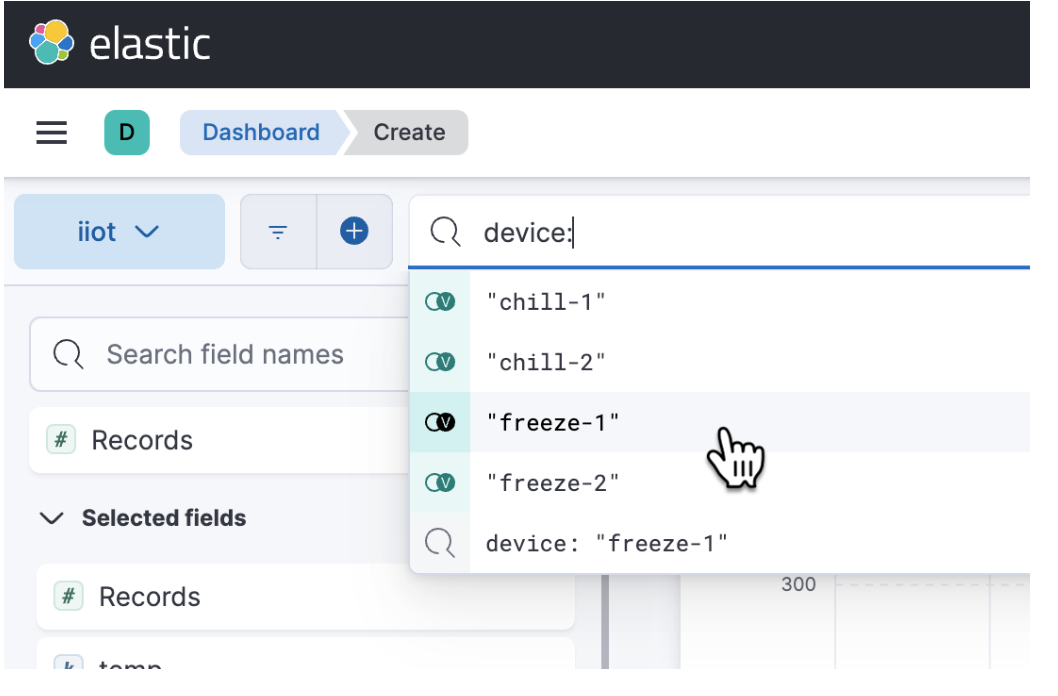 elastic
D
Dashboard
Create
iiot
device:
"chill-1"
"chill-2"
"freeze-1"
"freeze-2"
device: "freeze-1"
Search field names
# Records
Selected fields
# Records
temp
300